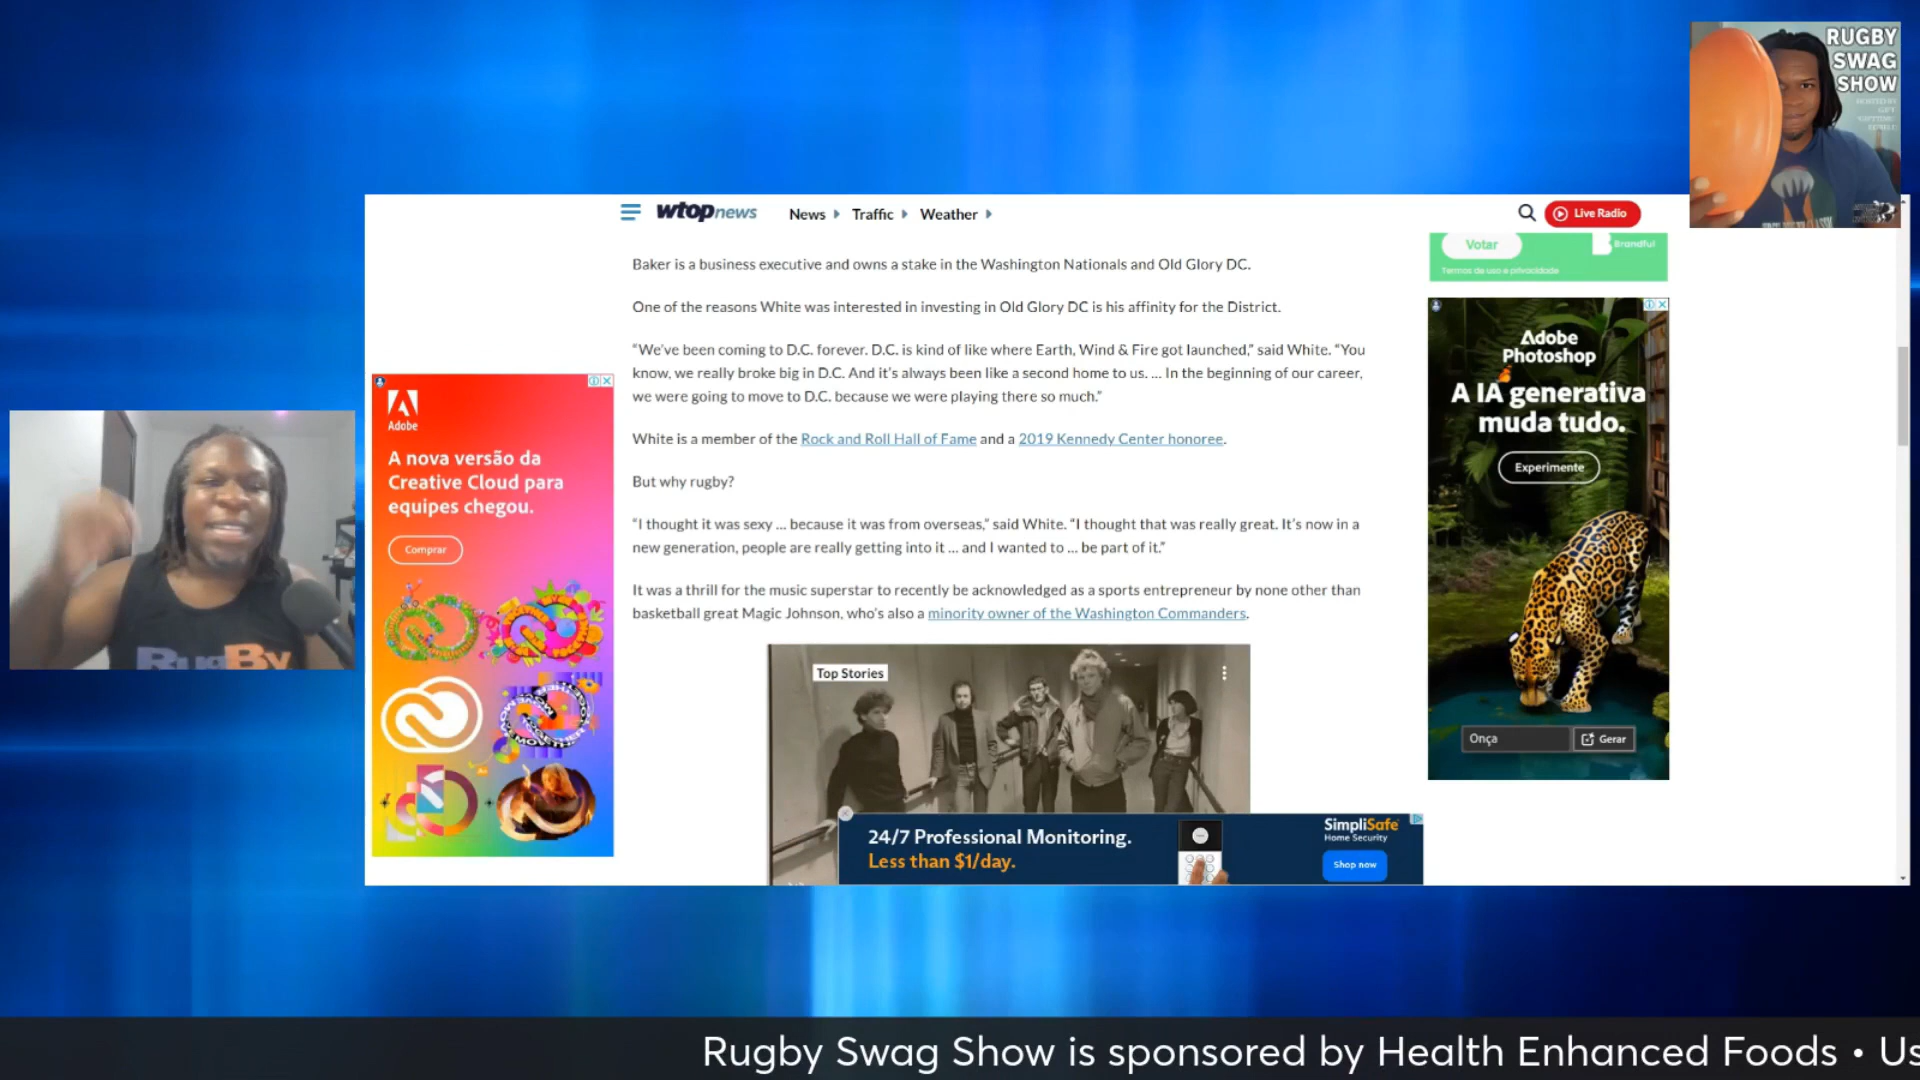 RUGBY
SWAG
SHOW
HOSTED BY
wtopnews
News
Traffic
Weather
Live Radio
Votar
Brandful
Termos de uso e privacidade
Baker is a business executive and owns a stake in the Washington Nationals and Old Glory DC.
One of the reasons White was interested in investing in Old Glory DC is his affinity for the District.
“We’ve been coming to D.C. forever. D.C. is kind of like where Earth, Wind & Fire got launched,” said White. “You
know, we really broke big in D.C. And it’s always been like a second home to us. … In the beginning of our career,
we were going to move to D.C. because we were playing there so much.”
White is a member of the Rock and Roll Hall of Fame and a 2019 Kennedy Center honoree.
But why rugby?
“I thought it was sexy … because it was from overseas,” said White. “I thought that was really great. It’s now in a
new generation, people are really getting into it … and I wanted to … be part of it.”
It was a thrill for the music superstar to recently be acknowledged as a sports entrepreneur by none other than
basketball great Magic Johnson, who’s also a minority owner of the Washington Commanders.
Adobe
A nova versão da
Creative Cloud para
equipes chegou.
Comprar
Adobe
Photoshop
A IA generativa
muda tudo.
Experimente
Onça
Gerar
RugBy
Top Stories
24/7 Professional Monitoring.
Less than $1/day.
SimpliSafe
Home Security
Shop now
Rugby Swag Show is sponsored by Health Enhanced Foods • Us